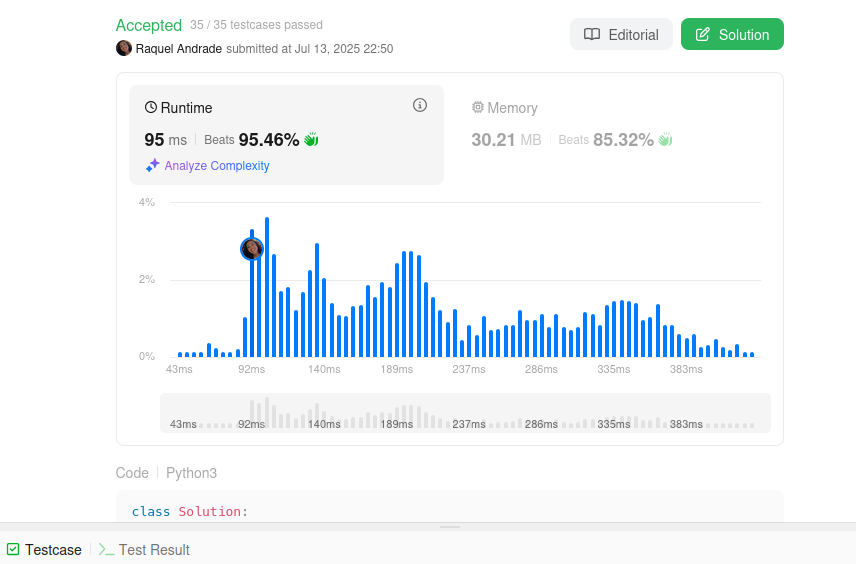 Accepted 35 / 35 testcases passed
Raquel Andrade submitted at Jul 13, 2025 22:50
Editorial
Solution
Runtime
95 ms Beats 95.46%
Analyze Complexity
Memory
30.21 MB Beats 85.32%
4%
2%
0%
43ms 92ms 140ms 189ms 237ms 286ms 335ms 383ms
43ms 92ms 140ms 189ms 237ms 286ms 335ms 383ms
Code Python3
class Solution:
Testcase Test Result